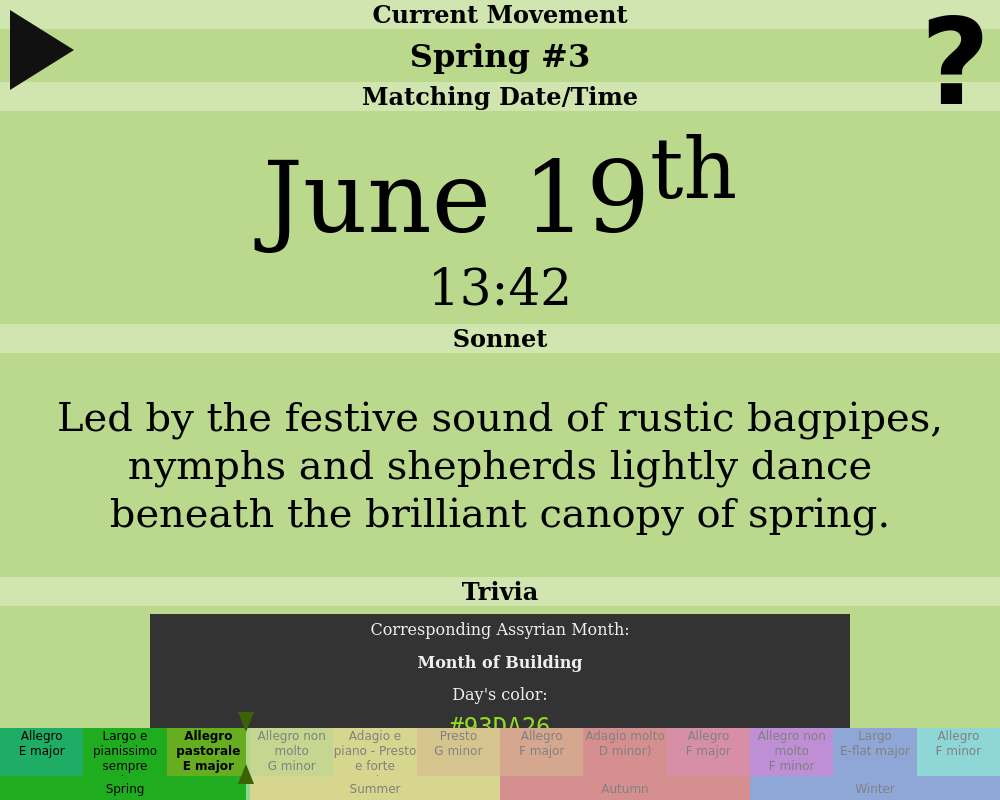 Current Movement
Spring #3
?
Matching Date/Time
June 19th
13:42
Sonnet
Led by the festive sound of rustic bagpipes,
nymphs and shepherds lightly dance
beneath the brilliant canopy of spring.
Trivia
Corresponding Assyrian Month:
Month of Building
Day's color:
#93DA26
Allegro
E major
Largo e
pianissimo
sempre
Allegro
pastorale
E major
Allegro non
molto
G minor
Adagio e
piano - Presto
e forte
Presto
G minor
Allegro
F major
Adagio molto
D minor)
Allegro
F major
Allegro non
molto
F minor
Largo
E-flat major
Allegro
F minor
Spring
Summer
Autumn
Winter